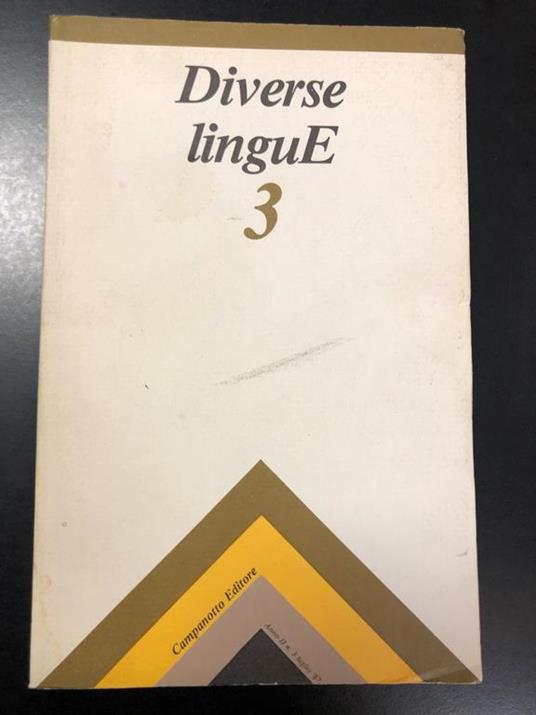 Diverse
linguE
3
Campanotto Editore
Anno II n. 3 luglio '87